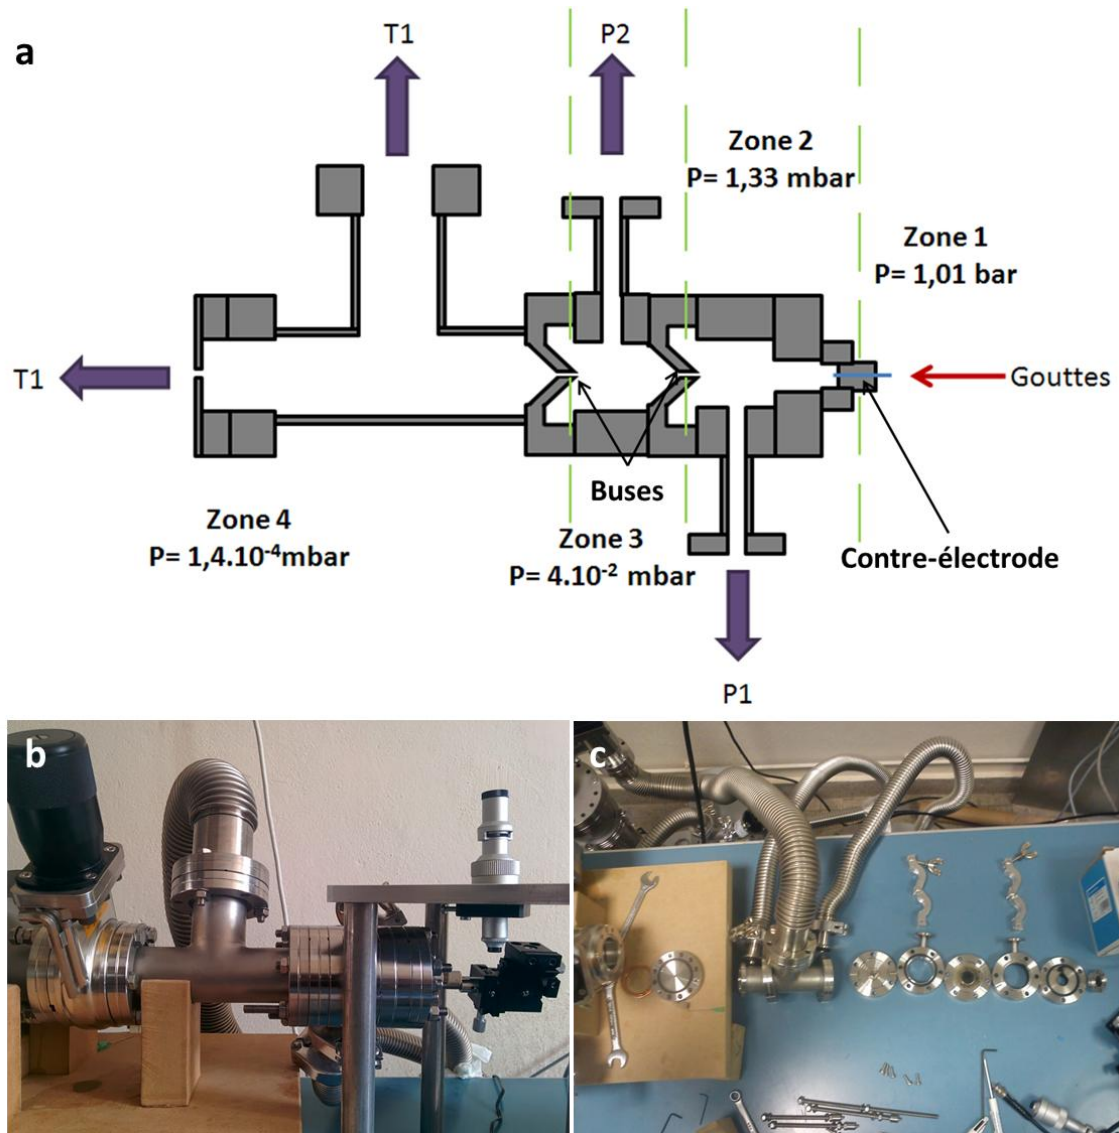 a
T1
P2
Zone 2
P= 1,33 mbar
Zone 1
P= 1,01 bar
T1
Gouttes
Buses
Zone 4
P= 1,4.10⁻⁴mbar
Zone 3
P= 4.10⁻² mbar
Contre-électrode
P1
b
c